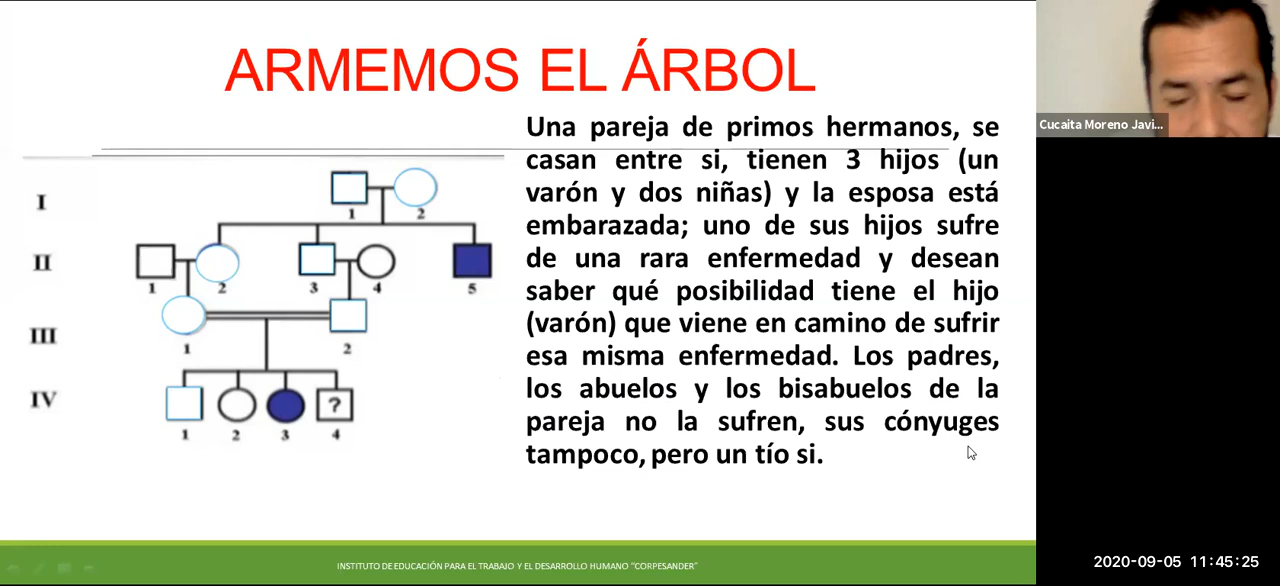 ARMEMOS EL ÁRBOL
Una pareja de primos hermanos, se
casan entre si, tienen 3 hijos (un
varón y dos niñas) y la esposa está
embarazada; uno de sus hijos sufre
de una rara enfermedad y desean
saber qué posibilidad tiene el hijo
(varón) que viene en camino de sufrir
esa misma enfermedad. Los padres,
los abuelos y los bisabuelos de la
pareja no la sufren, sus cónyuges
tampoco, pero un tío si.
I
1 2
II
1 2 3 4 5
III
1 2
IV
?
1 2 3 4
INSTITUTO DE EDUCACIÓN PARA EL TRABAJO Y EL DESARROLLO HUMANO "CORPESANDER"
Cucaita Moreno Javi...
2020-09-05 11:45:25